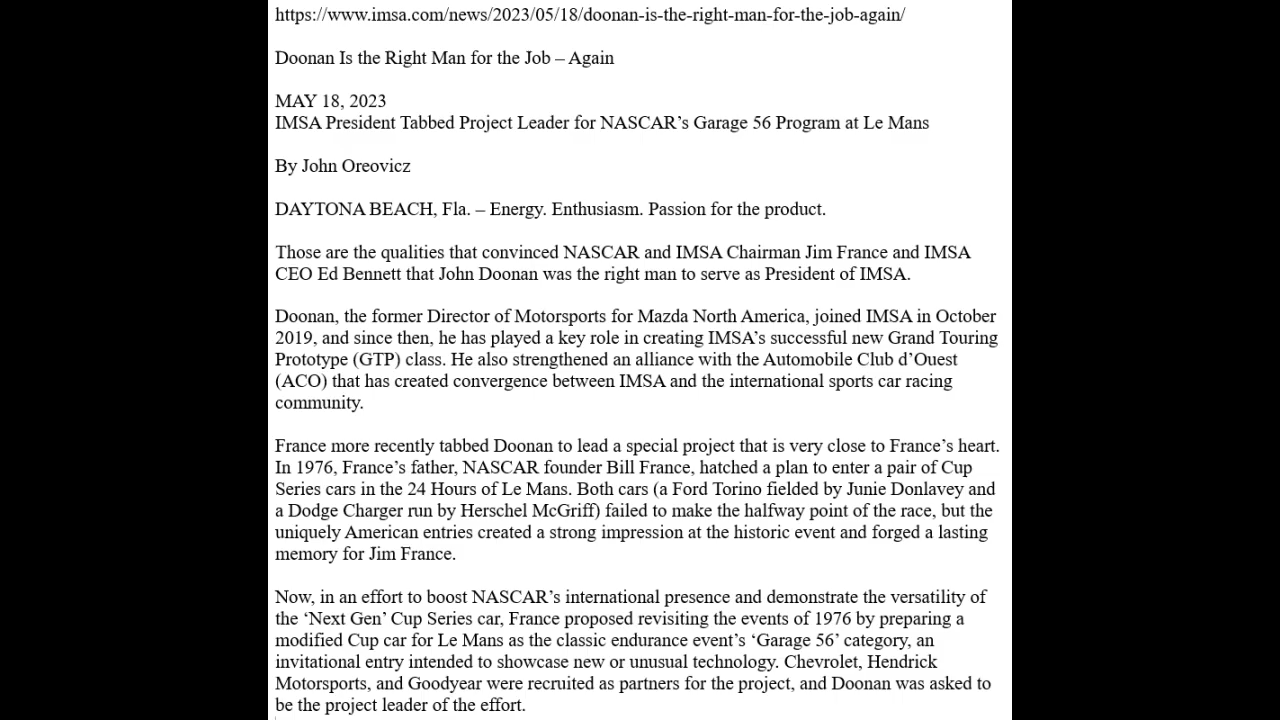 https://www.imsa.com/news/2023/05/18/doonan-is-the-right-man-for-the-job-again/
Doonan Is the Right Man for the Job – Again
MAY 18, 2023
IMSA President Tabbed Project Leader for NASCAR’s Garage 56 Program at Le Mans
By John Oreovicz
DAYTONA BEACH, Fla. – Energy. Enthusiasm. Passion for the product.
Those are the qualities that convinced NASCAR and IMSA Chairman Jim France and IMSA
CEO Ed Bennett that John Doonan was the right man to serve as President of IMSA.
Doonan, the former Director of Motorsports for Mazda North America, joined IMSA in October
2019, and since then, he has played a key role in creating IMSA’s successful new Grand Touring
Prototype (GTP) class. He also strengthened an alliance with the Automobile Club d’Ouest
(ACO) that has created convergence between IMSA and the international sports car racing
community.
France more recently tabbed Doonan to lead a special project that is very close to France’s heart.
In 1976, France’s father, NASCAR founder Bill France, hatched a plan to enter a pair of Cup
Series cars in the 24 Hours of Le Mans. Both cars (a Ford Torino fielded by Junie Donlavey and
a Dodge Charger run by Herschel McGriff) failed to make the halfway point of the race, but the
uniquely American entries created a strong impression at the historic event and forged a lasting
memory for Jim France.
Now, in an effort to boost NASCAR’s international presence and demonstrate the versatility of
the ‘Next Gen’ Cup Series car, France proposed revisiting the events of 1976 by preparing a
modified Cup car for Le Mans as the classic endurance event’s ‘Garage 56’ category, an
invitational entry intended to showcase new or unusual technology. Chevrolet, Hendrick
Motorsports, and Goodyear were recruited as partners for the project, and Doonan was asked to
be the project leader of the effort.